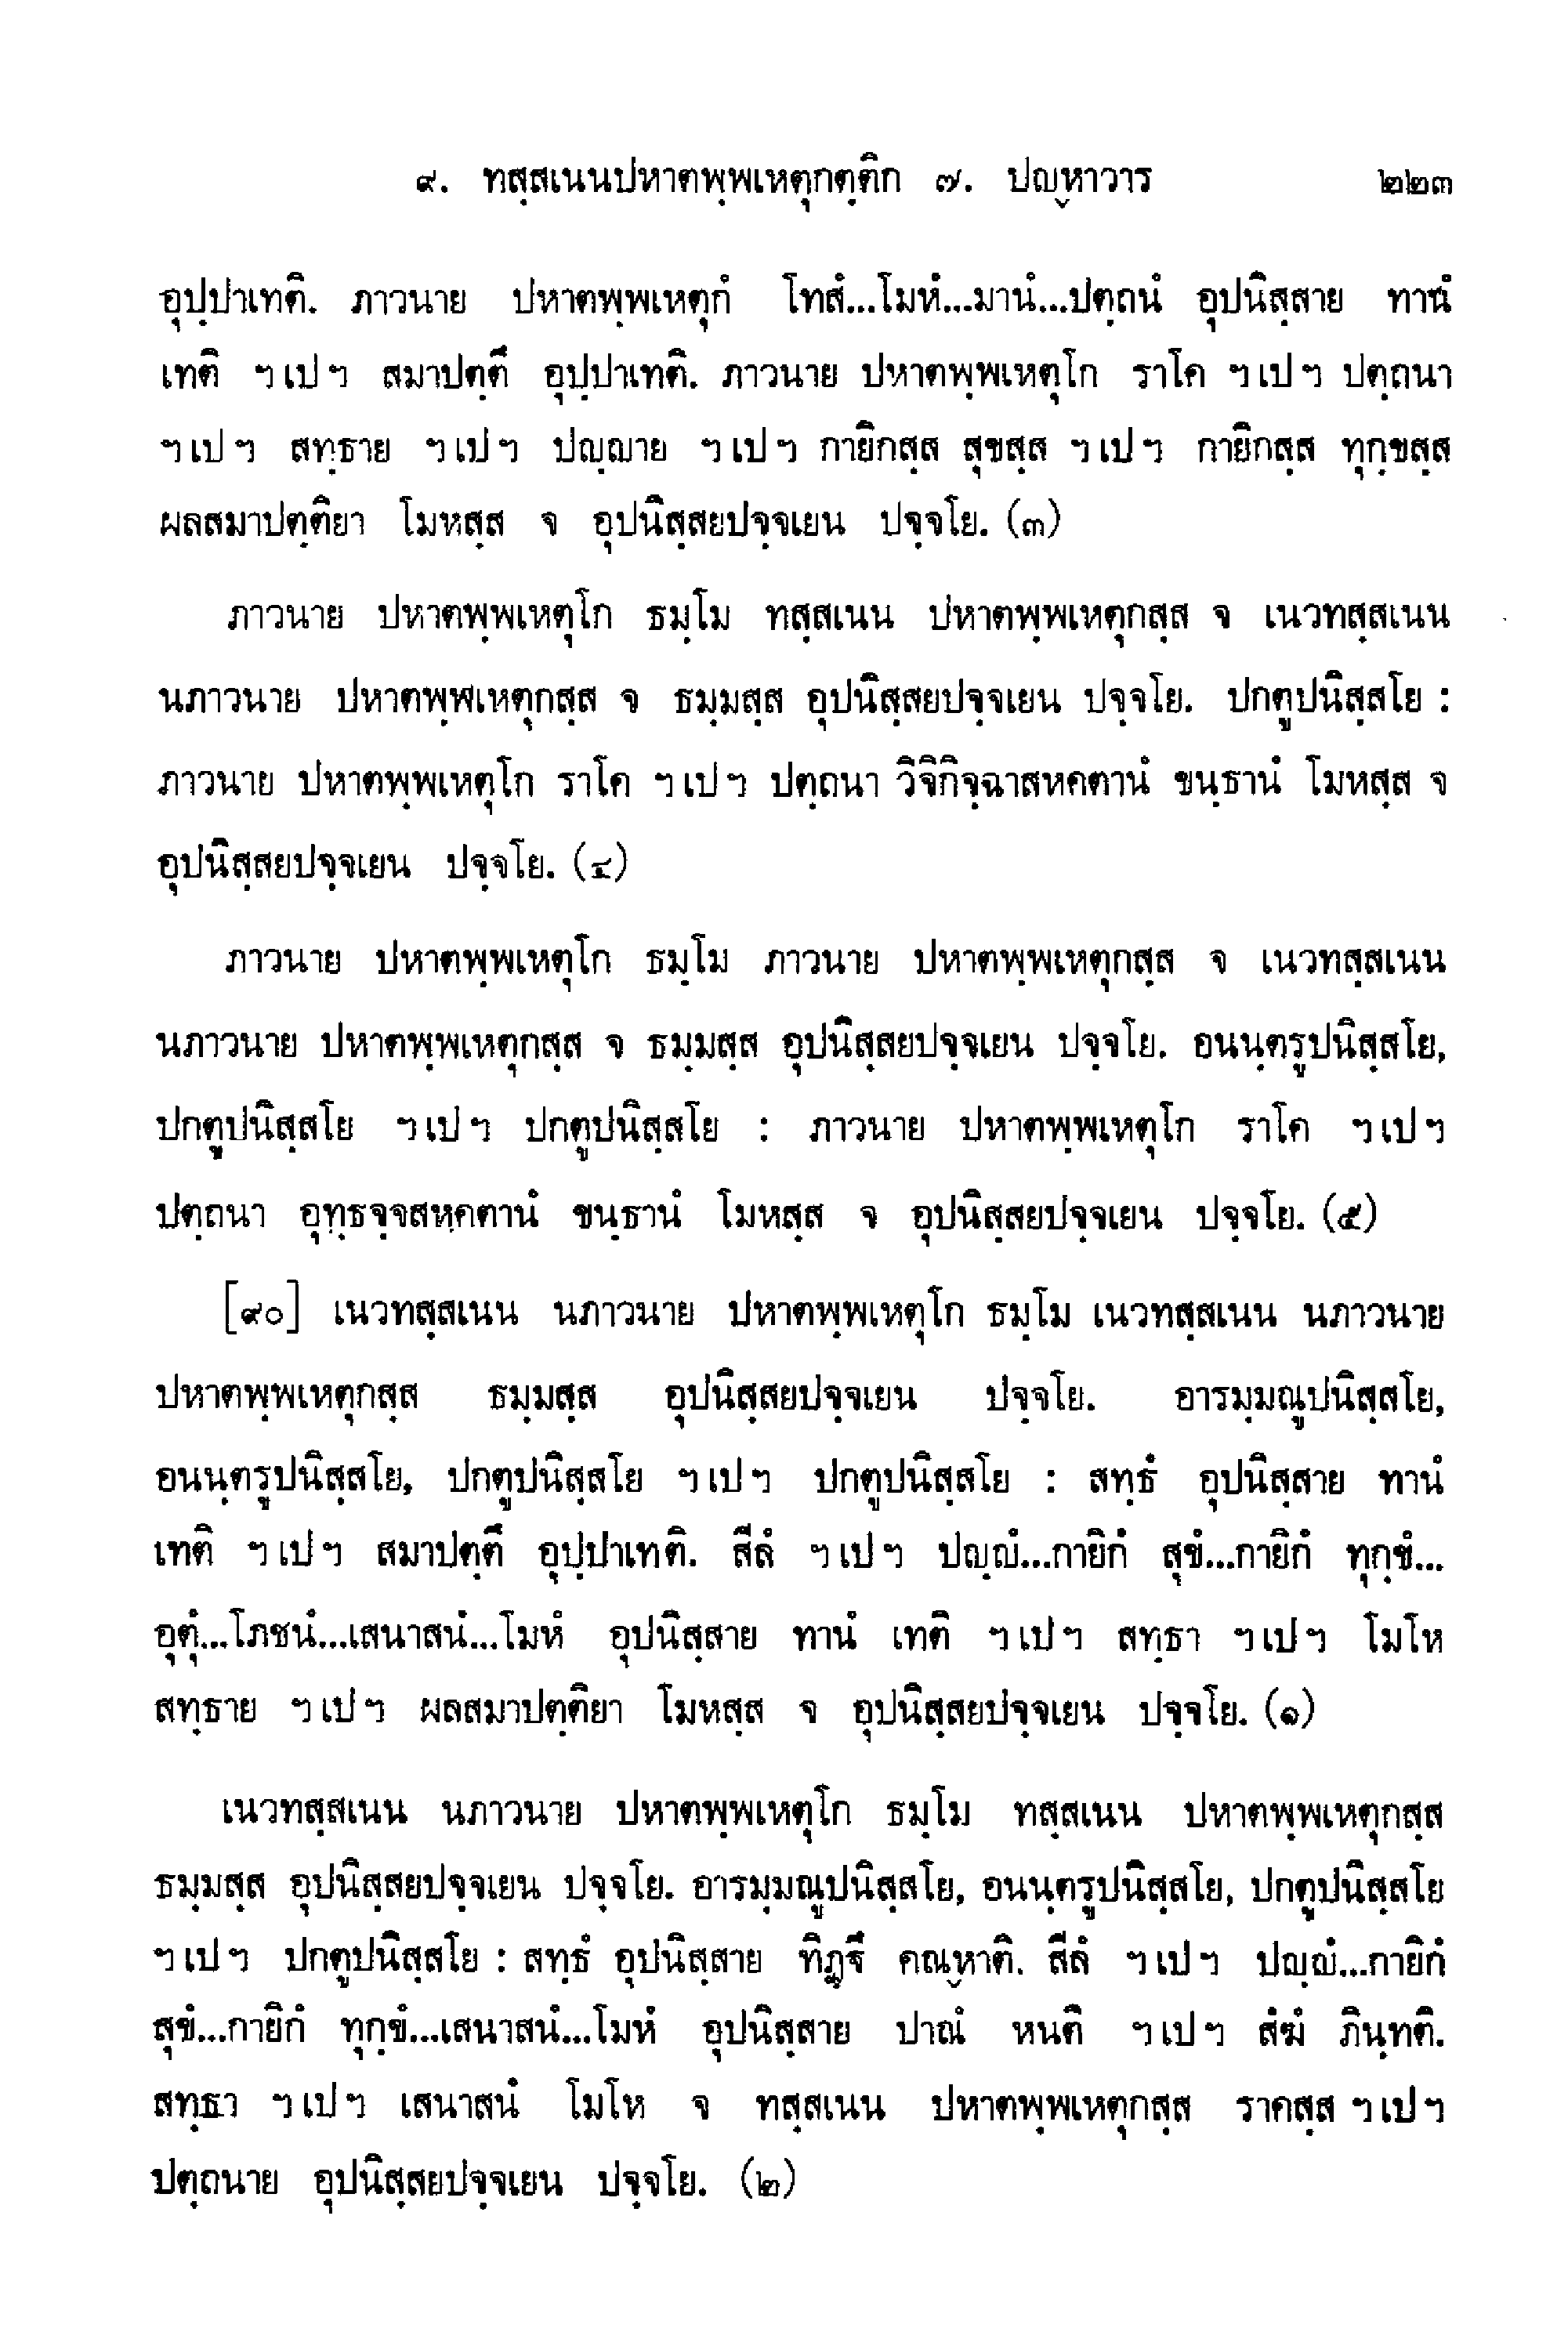 ๙. ทสฺสเนนปหาตพฺพเหตุกตฺติก ๗. ปญฺหาวาร ๒๒๓
อุปฺปาเทติ. ภาวนาย ปหาตพฺพเหตุกํ โทสํ...โมหํ...มานํ...ปตฺถนํ อุปนิสฺสาย ทานํ
เทติ ฯเปฯ สมาปตฺตึ อุปฺปาเทติ. ภาวนาย ปหาตพฺพเหตุโก ราโค ฯเปฯ ปตฺถนา
ฯเปฯ สทฺธาย ฯเปฯ ปญฺญาย ฯเปฯ กายิกสฺส สุขสฺส ฯเปฯ กายิกสฺส ทุกฺขสฺส
ผลสมาปตฺติยา โมหสฺส จ อุปนิสฺสยปจฺจเยน ปจฺจโย. (๓)
ภาวนาย ปหาตพฺพเหตุโก ธมฺโม ทสฺสเนน ปหาตพฺพเหตุกสฺส จ เนวทสฺสเนน
นภาวนาย ปหาตพฺพเหตุกสฺส จ ธมฺมสฺส อุปนิสฺสยปจฺจเยน ปจฺจโย. ปกตูปนิสฺสโย :
ภาวนาย ปหาตพฺพเหตุโก ราโค ฯเปฯ ปตฺถนา วิจิกิจฺฉาสหคตานํ ขนฺธานํ โมหสฺส จ
อุปนิสฺสยปจฺจเยน ปจฺจโย. (๔)
ภาวนาย ปหาตพฺพเหตุโก ธมฺโม ภาวนาย ปหาตพฺพเหตุกสฺส จ เนวทสฺสเนน
นภาวนาย ปหาตพฺพเหตุกสฺส จ ธมฺมสฺส อุปนิสฺสยปจฺจเยน ปจฺจโย. อนนฺตรูปนิสฺสโย,
ปกตูปนิสฺสโย ฯเปฯ ปกตูปนิสฺสโย : ภาวนาย ปหาตพฺพเหตุโก ราโค ฯเปฯ
ปตฺถนา อุทฺธจฺจสหคตานํ ขนฺธานํ โมหสฺส จ อุปนิสฺสยปจฺจเยน ปจฺจโย. (๕)
[๙๐] เนวทสฺสเนน นภาวนาย ปหาตพฺพเหตุโก ธมฺโม เนวทสฺสเนน นภาวนาย
ปหาตพฺพเหตุกสฺส ธมฺมสฺส อุปนิสฺสยปจฺจเยน ปจฺจโย. อารมฺมณูปนิสฺสโย,
อนนฺตรูปนิสฺสโย, ปกตูปนิสฺสโย ฯเปฯ ปกตูปนิสฺสโย : สทฺธํ อุปนิสฺสาย ทานํ
เทติ ฯเปฯ สมาปตฺตึ อุปฺปาเทติ. สีลํ ฯเปฯ ปญฺญํ...กายิกํ สุขํ...กายิกํ ทุกฺขํ...
อุตุํ...โภชนํ...เสนาสนํ...โมหํ อุปนิสฺสาย ทานํ เทติ ฯเปฯ สทฺธา ฯเปฯ โมโห
สทฺธาย ฯเปฯ ผลสมาปตฺติยา โมหสฺส จ อุปนิสฺสยปจฺจเยน ปจฺจโย. (๑)
เนวทสฺสเนน นภาวนาย ปหาตพฺพเหตุโก ธมฺโม ทสฺสเนน ปหาตพฺพเหตุกสฺส
ธมฺมสฺส อุปนิสฺสยปจฺจเยน ปจฺจโย. อารมฺมณูปนิสฺสโย, อนนฺตรูปนิสฺสโย, ปกตูปนิสฺสโย
ฯเปฯ ปกตูปนิสฺสโย : สทฺธํ อุปนิสฺสาย ทิฏฺฐึ คณฺหาติ. สีลํ ฯเปฯ ปญฺญํ...กายิกํ
สุขํ...กายิกํ ทุกฺขํ...เสนาสนํ...โมหํ อุปนิสฺสาย ปาณํ หนติ ฯเปฯ สํฆํ ภินฺทติ.
สทฺธา ฯเปฯ เสนาสนํ โมโห จ ทสฺสเนน ปหาตพฺพเหตุกสฺส ราคสฺส ฯเปฯ
ปตฺถนาย อุปนิสฺสยปจฺจเยน ปจฺจโย. (๒)